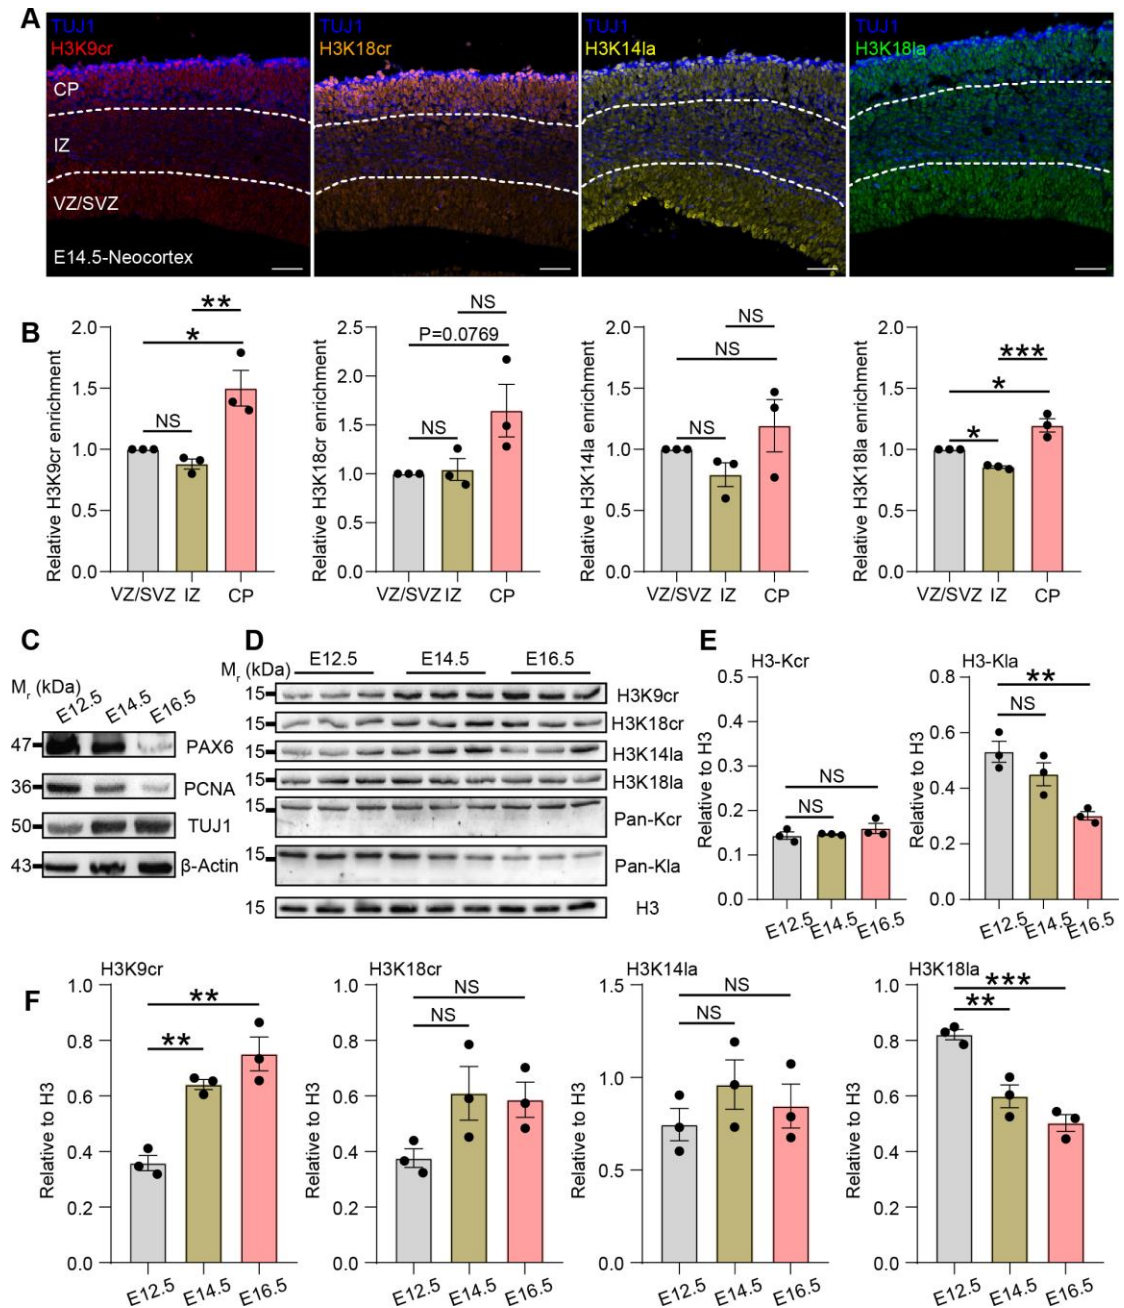 A
TUJ1
H3K9cr
CP
IZ
VZ/SVZ
E14.5-Neocortex
TUJ1
H3K18cr
TUJ1
H3K14la
TUJ1
H3K18la
B
Relative H3K9cr enrichment
2.0
1.5
1.0
0.5
0.0
**
*
NS
VZ/SVZ IZ CP
Relative H3K18cr enrichment
2.5
2.0
1.5
1.0
0.5
0.0
NS
P=0.0769
NS
VZ/SVZ IZ CP
Relative H3K14la enrichment
2.0
1.5
1.0
0.5
0.0
NS
NS
NS
VZ/SVZ IZ CP
Relative H3K18la enrichment
2.0
1.5
1.0
0.5
0.0
***
*
*
VZ/SVZ IZ CP
C
Mr (kDa)
E12.5 E14.5 E16.5
47 PAX6
36 PCNA
50 TUJ1
43 β-Actin
D
Mr (kDa)
E12.5 E14.5 E16.5
15 H3K9cr
15 H3K18cr
15 H3K14la
15 H3K18la
15 Pan-Kcr
15 Pan-Kla
15 H3
E
H3-Kcr
Relative to H3
0.5
0.4
0.3
0.2
0.1
0.0
NS
NS
E12.5 E14.5 E16.5
H3-Kla
Relative to H3
0.8
0.6
0.4
0.2
0.0
**
NS
E12.5 E14.5 E16.5
F
H3K9cr
Relative to H3
1.0
0.8
0.6
0.4
0.2
0.0
**
**
E12.5 E14.5 E16.5
H3K18cr
Relative to H3
1.0
0.8
0.6
0.4
0.2
0.0
NS
NS
E12.5 E14.5 E16.5
H3K14la
Relative to H3
1.5
1.0
0.5
0.0
NS
NS
E12.5 E14.5 E16.5
H3K18la
Relative to H3
1.0
0.8
0.6
0.4
0.2
0.0
***
**
E12.5 E14.5 E16.5